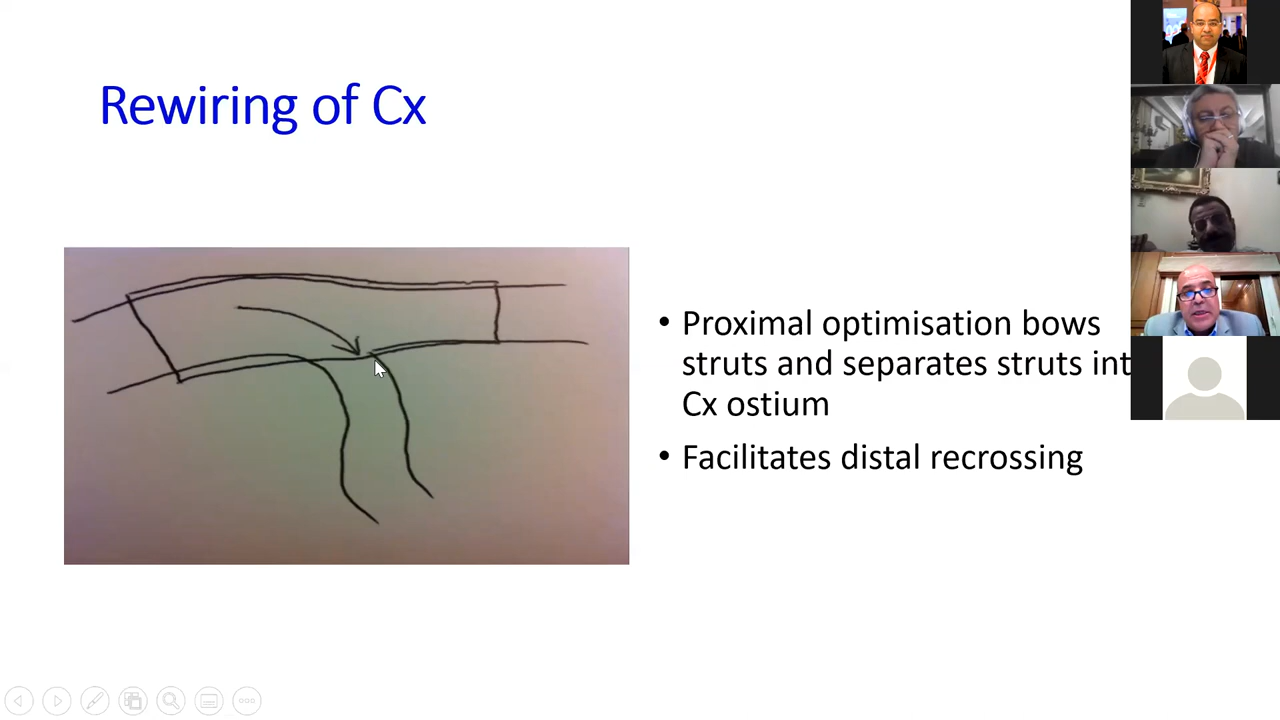 Rewiring of Cx
• Proximal optimisation bows
struts and separates struts int
Cx ostium
• Facilitates distal recrossing